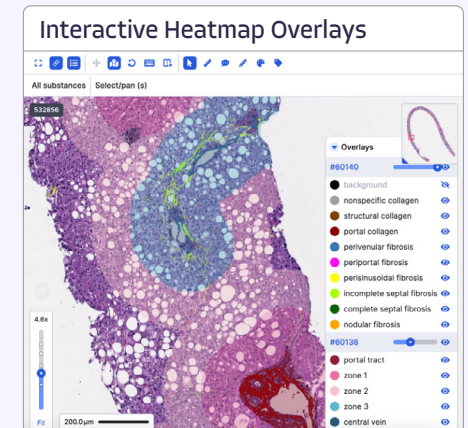 Interactive Heatmap Overlays
All substances Select/pan (s)
532856
Overlays
#60140
background
nonspecific collagen
structural collagen
portal collagen
perivenular fibrosis
periportal fibrosis
perisinusoidal fibrosis
incomplete septal fibrosis
complete septal fibrosis
nodular fibrosis
4.6x
#60138
portal tract
zone 1
zone 2
zone 3
central vein
Fit
200.0μm